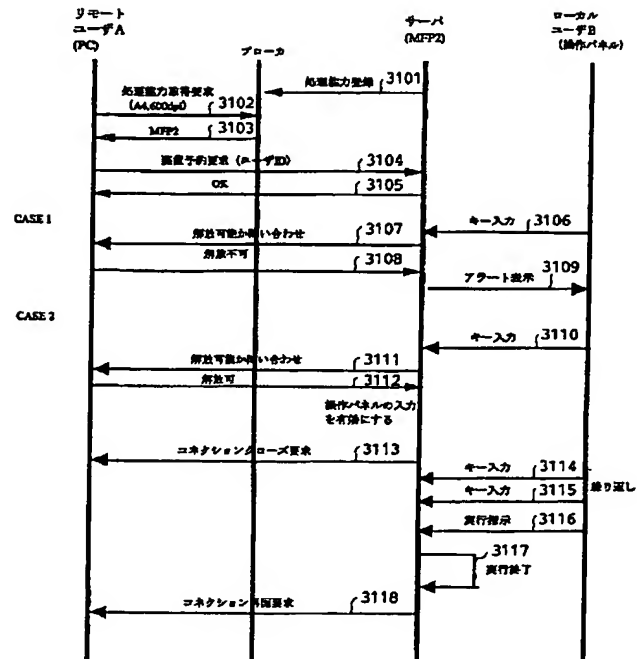 リモート
ユーザA
(PC)
ブローカ
サーバ
(MFP2)
ローカル
ユーザB
(操作パネル)
処理能力登録 3101
処理能力取得要求
(A4,600dpi) 3102
MFP2 3103
予約要求 (ユーザID) 3104
OK 3105
CASE 1
キー入力 3106
解放可能か問い合わせ 3107
解放不可 3108
アラート表示 3109
CASE 2
キー入力 3110
解放可能か問い合わせ 3111
解放可 3112
操作パネルの入力
を有効にする
コネクションクローズ要求 3113
キー入力 3114
キー入力 3115
繰り返し
実行指示 3116
3117
実行終了
コネクション再開要求 3118